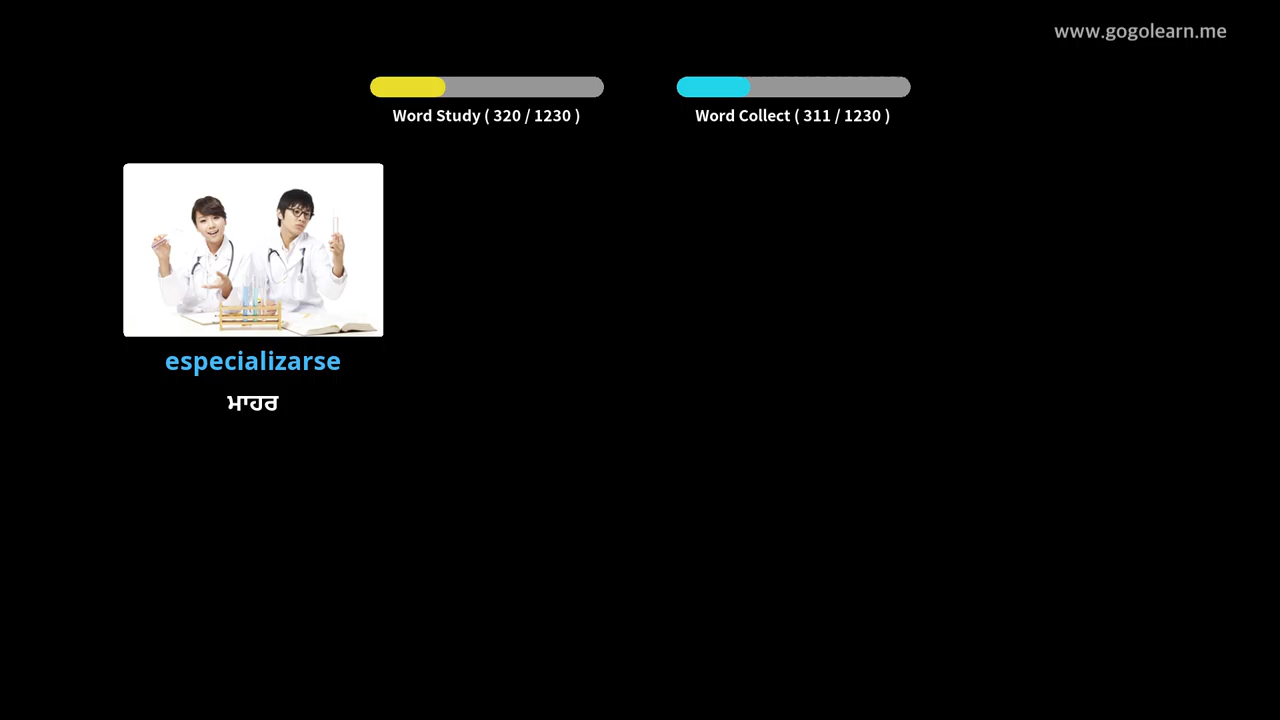 www.gogolearn.me
Word Study ( 320 / 1230 )
Word Collect ( 311 / 1230 )
especializarse
ਮਾਹਰ